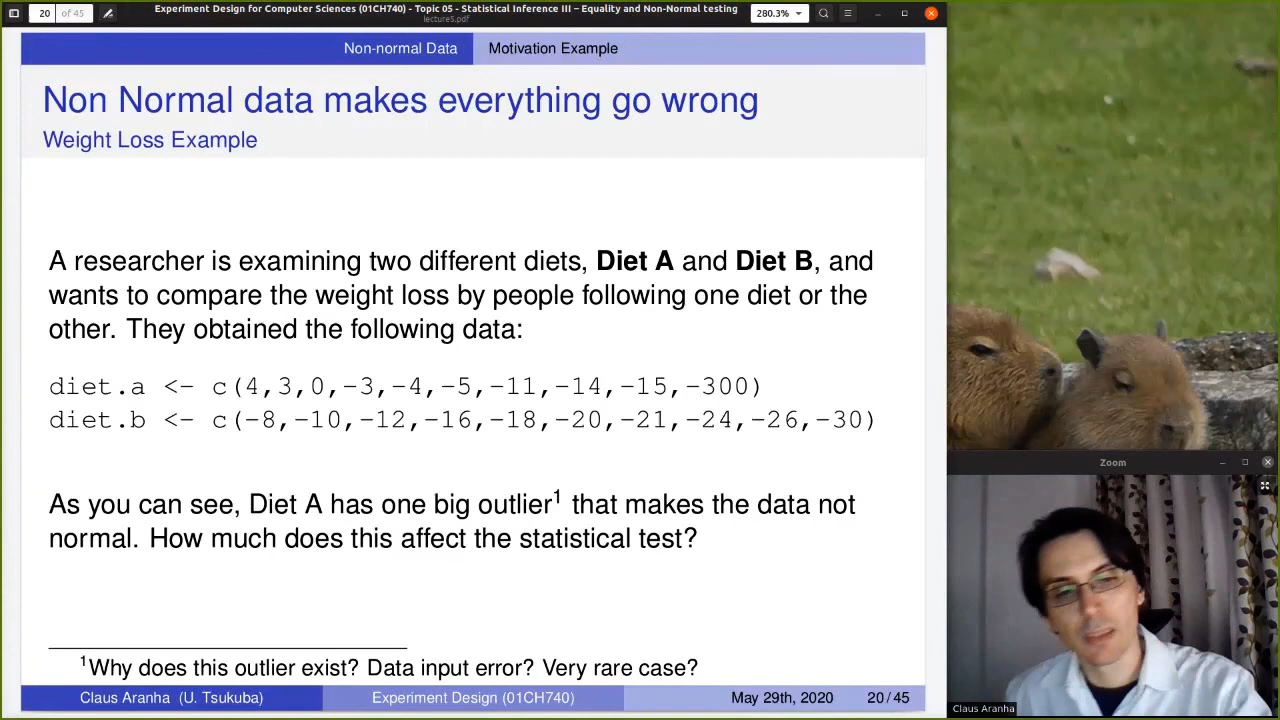 20 of 45
Experiment Design for Computer Sciences (01CH740) - Topic 05 - Statistical Inference III – Equality and Non-Normal testing
lecture5.pdf
280.3%
Non-normal Data Motivation Example
Non Normal data makes everything go wrong
Weight Loss Example
A researcher is examining two different diets, Diet A and Diet B, and
wants to compare the weight loss by people following one diet or the
other. They obtained the following data:
diet.a <- c(4,3,0,-3,-4,-5,-11,-14,-15,-300)
diet.b <- c(-8,-10,-12,-16,-18,-20,-21,-24,-26,-30)
As you can see, Diet A has one big outlier1 that makes the data not
normal. How much does this affect the statistical test?
1Why does this outlier exist? Data input error? Very rare case?
Claus Aranha (U. Tsukuba) Experiment Design (01CH740) May 29th, 2020 20 / 45
Zoom
Claus Aranha